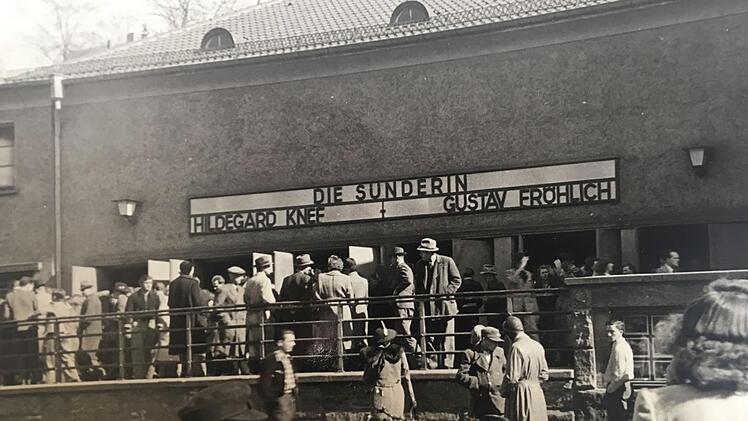 DIE SÜNDERIN
HILDEGARD KNEF - GUSTAV FRÖHLICH